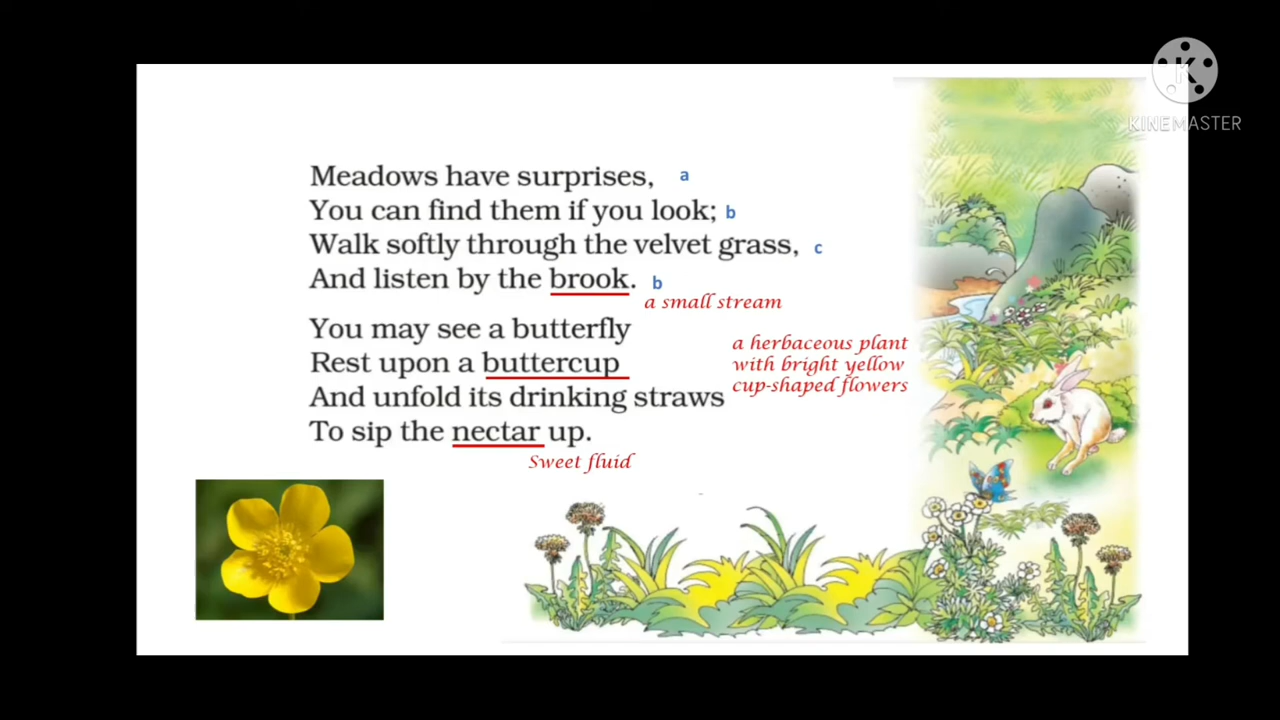 KINEMASTER
Meadows have surprises, a
You can find them if you look; b
Walk softly through the velvet grass, c
And listen by the brook. b
a small stream
You may see a butterfly
Rest upon a buttercup
a herbaceous plant
with bright yellow
cup-shaped flowers
And unfold its drinking straws
To sip the nectar up.
Sweet fluid